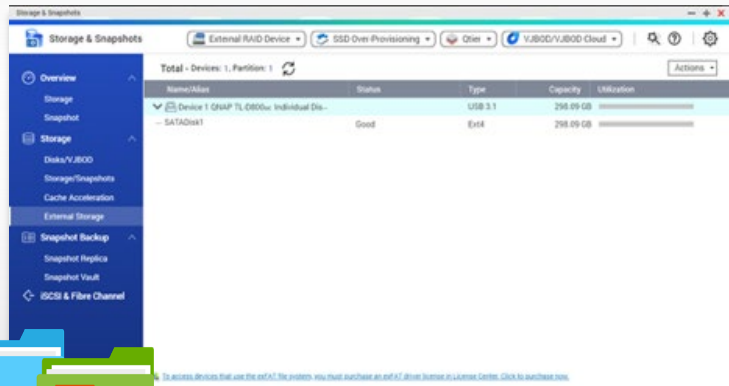 Storage & Snapshots
Storage & Snapshots
External RAID Device
SSD Over-Provisioning
Qtier
VJBOD/VJBOD Cloud
Total - Devices: 1, Partition: 1
Actions
Name/Alias Status Type Capacity Utilization
Device 1 QNAP TL-D800 Individual Dis... USB 3.1 298.09 GB
SATADisk1 Good Ext4 298.09 GB
Overview
Storage
Snapshot
Storage
Disks/VJBOD
Storage/Snapshots
Cache Acceleration
External Storage
Snapshot Backup
Snapshot Replica
Snapshot Vault
iSCSI & Fibre Channel
To access devices that use the exFAT file system, you must purchase an exFAT driver license in License Center. Click to purchase now.